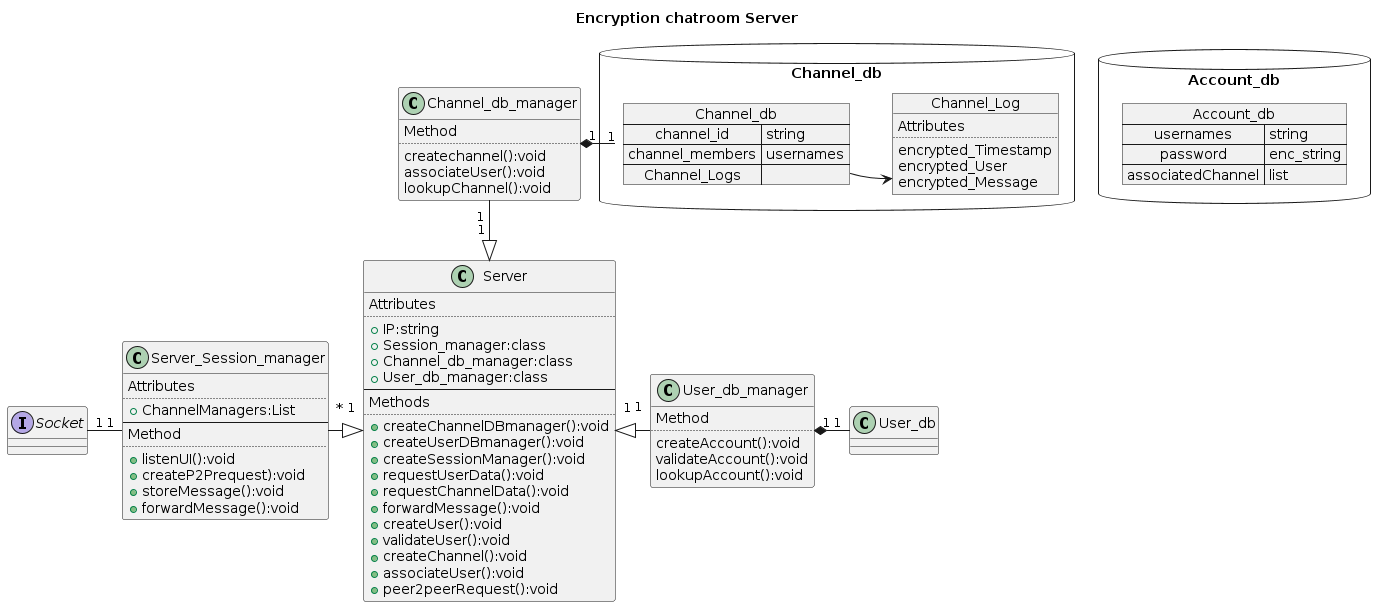 Encryption chatroom Server
Channel_db
Account_db
C Channel_db_manager
Method
createchannel():void
associateUser():void
lookupChannel():void
1 1
Channel_db
channel_id string
channel_members usernames
Channel_Logs
Channel_Log
Attributes
encrypted_Timestamp
encrypted_User
encrypted_Message
Account_db
usernames string
password enc_string
associatedChannel list
1
1
C Server
Attributes
IP:string
Session_manager:class
Channel_db_manager:class
User_db_manager:class
Methods
createChannelDBmanager():void
createUserDBmanager():void
createSessionManager():void
requestUserData():void
requestChannelData():void
forwardMessage():void
createUser():void
validateUser():void
createChannel():void
associateUser():void
peer2peerRequest():void
I Socket
1 1
C Server_Session_manager
Attributes
ChannelManagers:List
Method
listenUI():void
createP2Prequest):void
storeMessage():void
forwardMessage():void
* 1
1 1
C User_db_manager
Method
createAccount():void
validateAccount():void
lookupAccount():void
1 1
C User_db